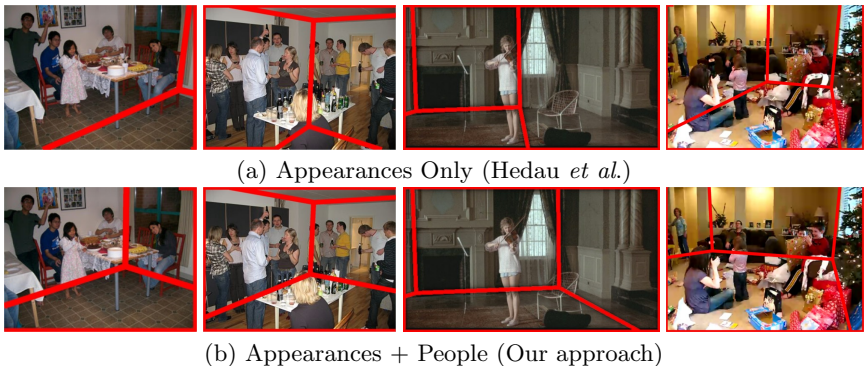 (a) Appearances Only (Hedau et al.)
(b) Appearances + People (Our approach)